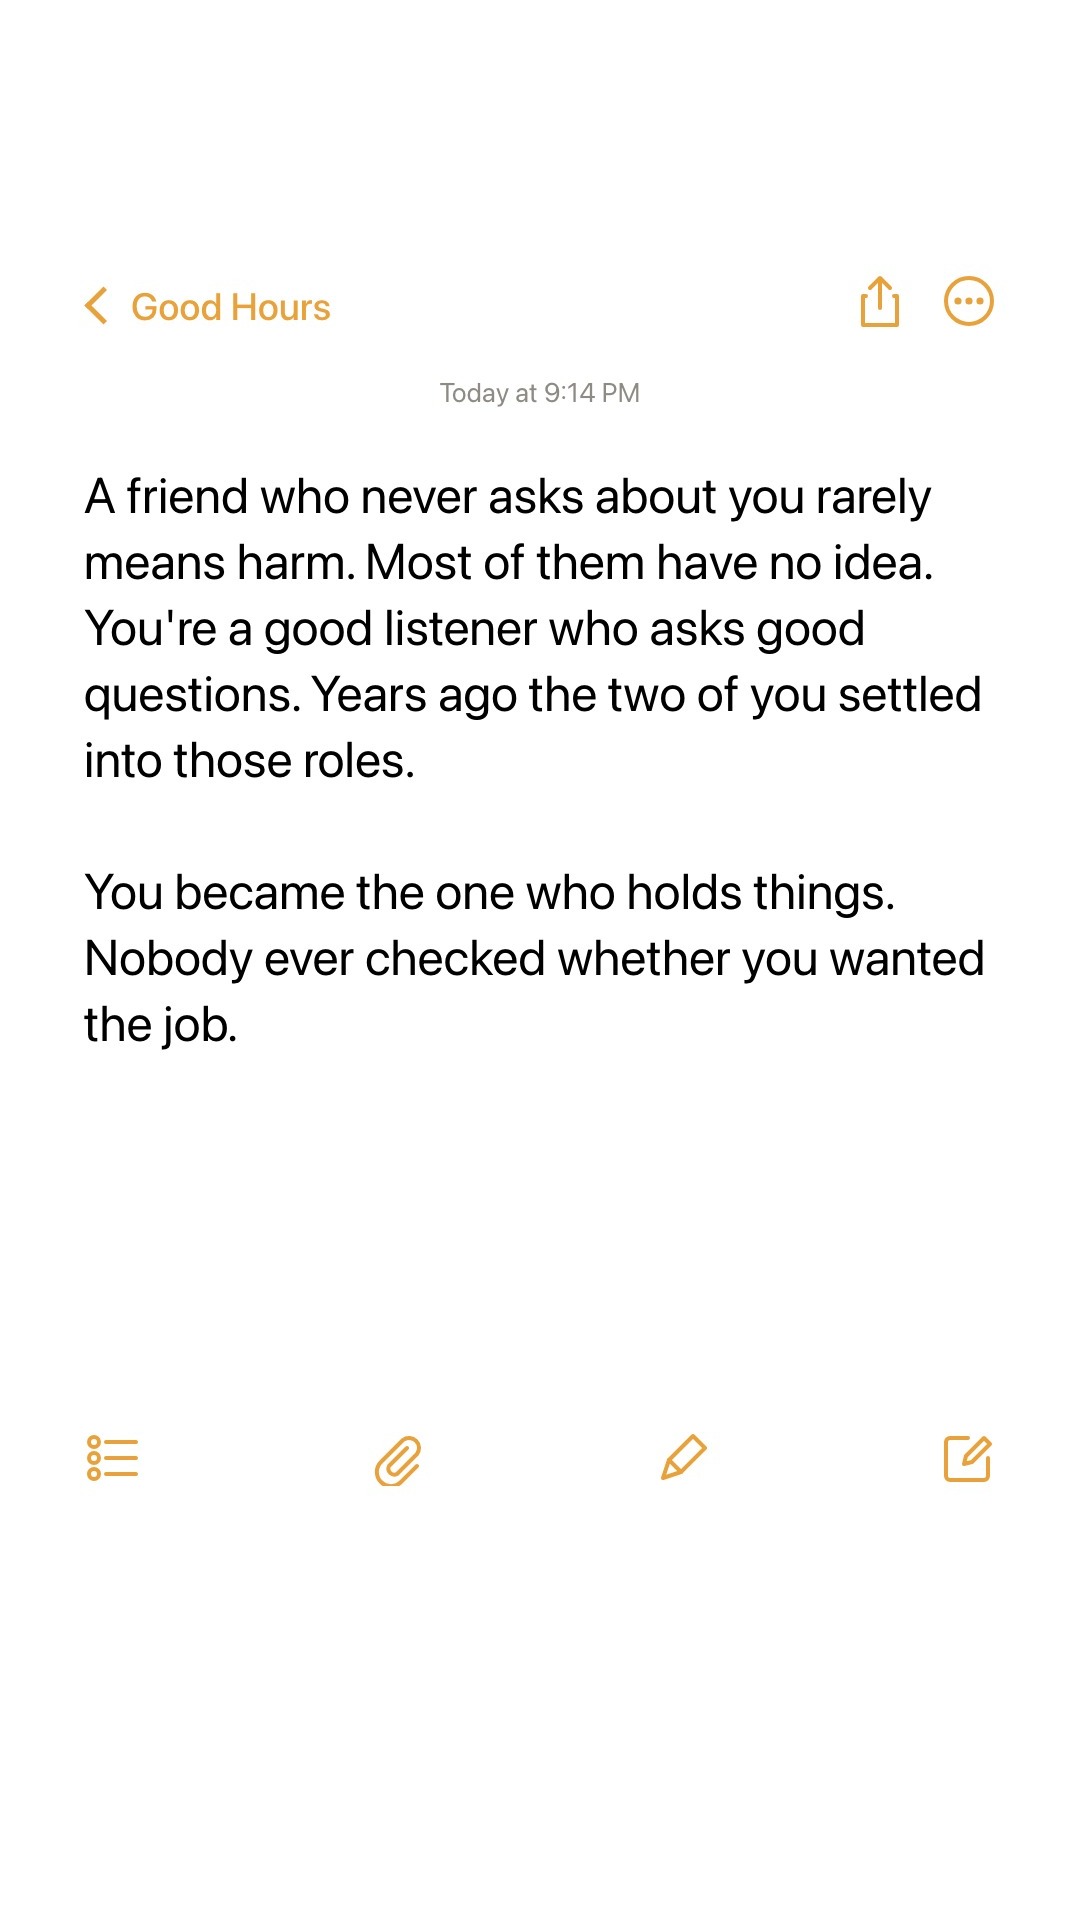 Good Hours
Today at 9:14 PM
A friend who never asks about you rarely
means harm. Most of them have no idea.
You're a good listener who asks good
questions. Years ago the two of you settled
into those roles.
You became the one who holds things.
Nobody ever checked whether you wanted
the job.